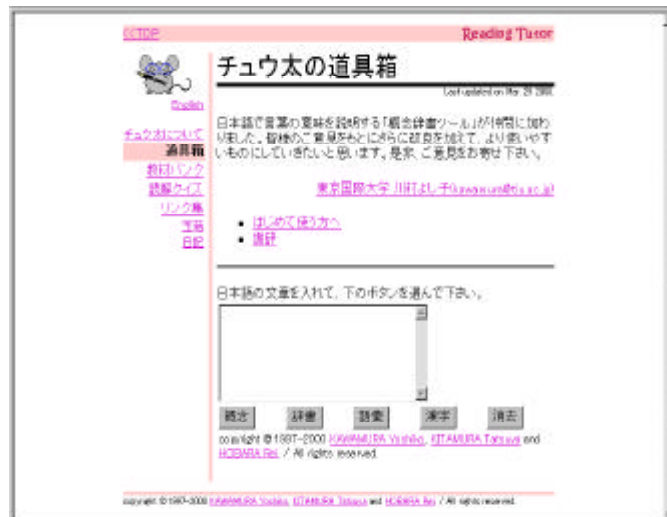 <<TOP
Reading Tutor
チュウ太の道具箱
Last updated on Mar. 2000.
English
チュウ太について
道具箱
教材バンク
読解クイズ
リンク集
日記
日本語で言葉の意味を説明する「概念辞書ツール」が仲間に加わ
りました。皆様のご意見をもとにさらに改良を加えて、より使いやす
いものにしていきたいと思います。是非、ご意見をお寄せ下さい。
東京国際大学 川村よし子
はじめて使う方へ
謝辞
日本語の文章を入れて、下のボタンを選んで下さい。
概念 辞書 語彙 漢字 消去
copyright © 1997-2000 KAWAMURA Yoshiko, KITAMURA Tatsuya and
HOBARA Rei. / All rights reserved.
copyright © 1997-2000 KAWAMURA Yoshiko, KITAMURA Tatsuya and HOBARA Rei / All rights reserved.